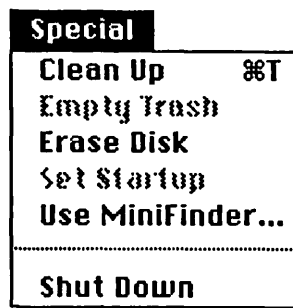 Special
Clean Up ⌘T
Empty Trash
Erase Disk
Set Startup
Use MiniFinder...
Shut Down